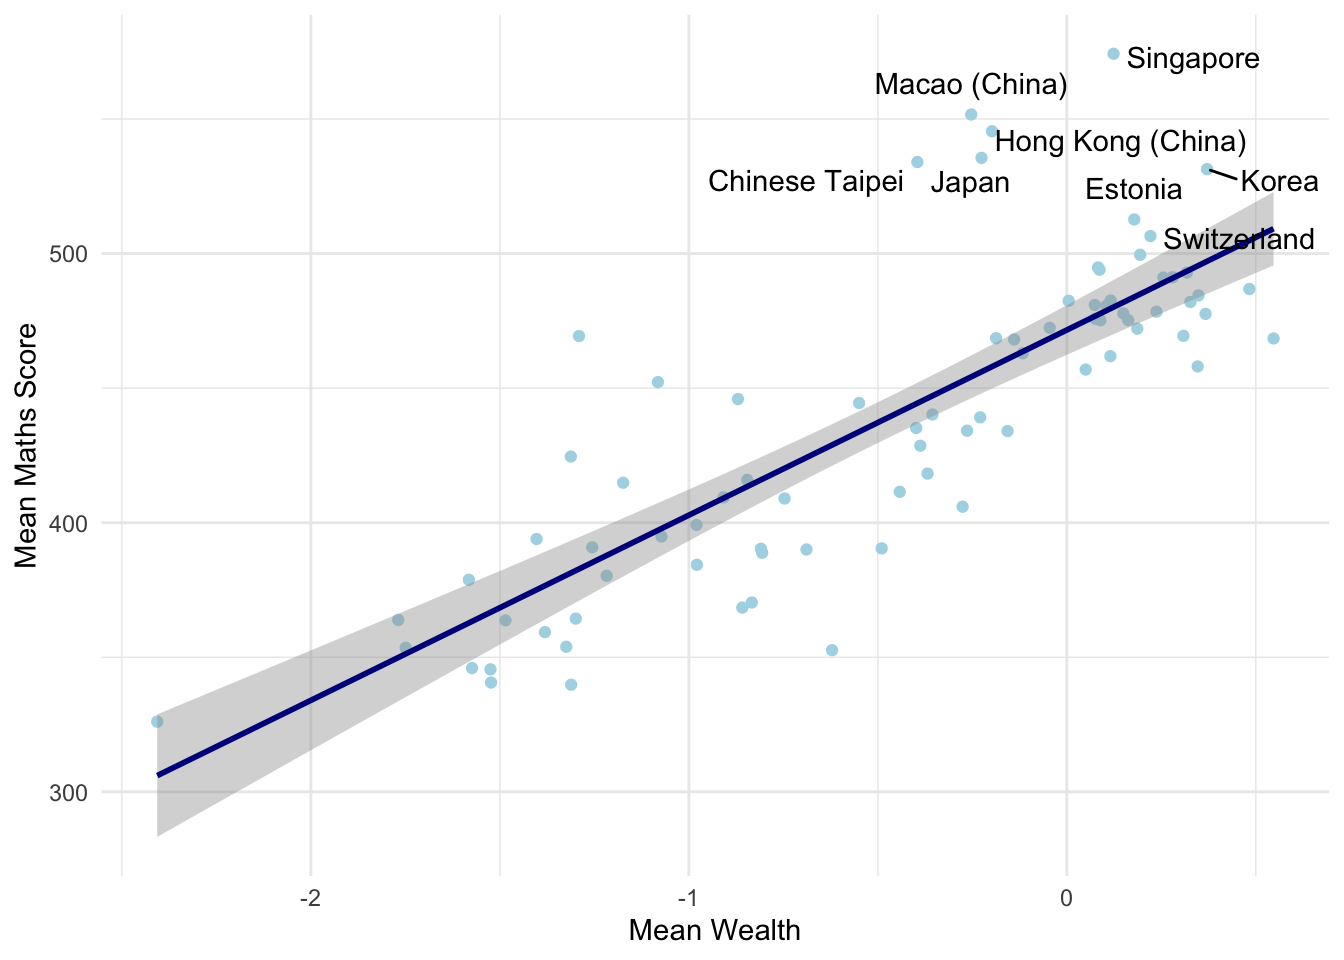 Singapore
Macao (China)
Hong Kong (China)
Chinese Taipei
Japan
Estonia
Korea
Switzerland
Mean Maths Score
500
400
300
-2
-1
0
Mean Wealth